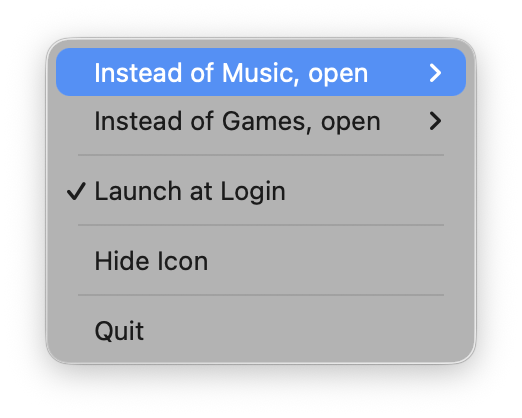 Instead of Music, open
Instead of Games, open
Launch at Login
Hide Icon
Quit